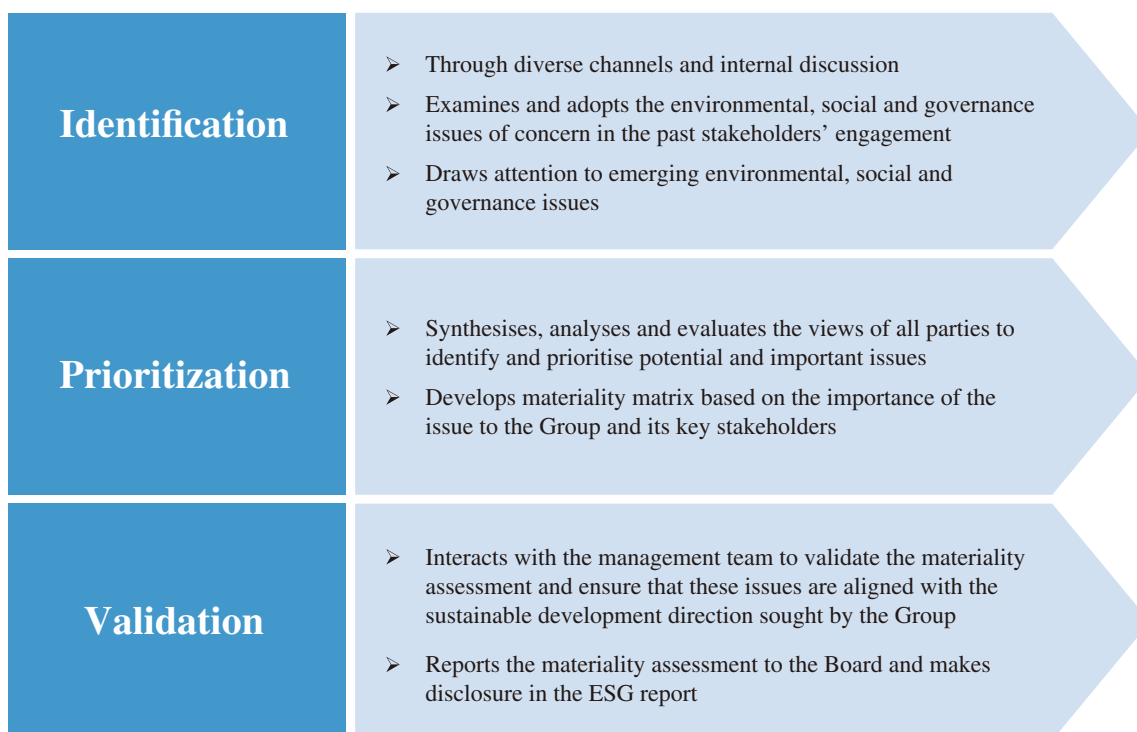 Identification
➢ Through diverse channels and internal discussion
➢ Examines and adopts the environmental, social and governance
issues of concern in the past stakeholders’ engagement
➢ Draws attention to emerging environmental, social and
governance issues
Prioritization
➢ Synthesises, analyses and evaluates the views of all parties to
identify and prioritise potential and important issues
➢ Develops materiality matrix based on the importance of the
issue to the Group and its key stakeholders
Validation
➢ Interacts with the management team to validate the materiality
assessment and ensure that these issues are aligned with the
sustainable development direction sought by the Group
➢ Reports the materiality assessment to the Board and makes
disclosure in the ESG report